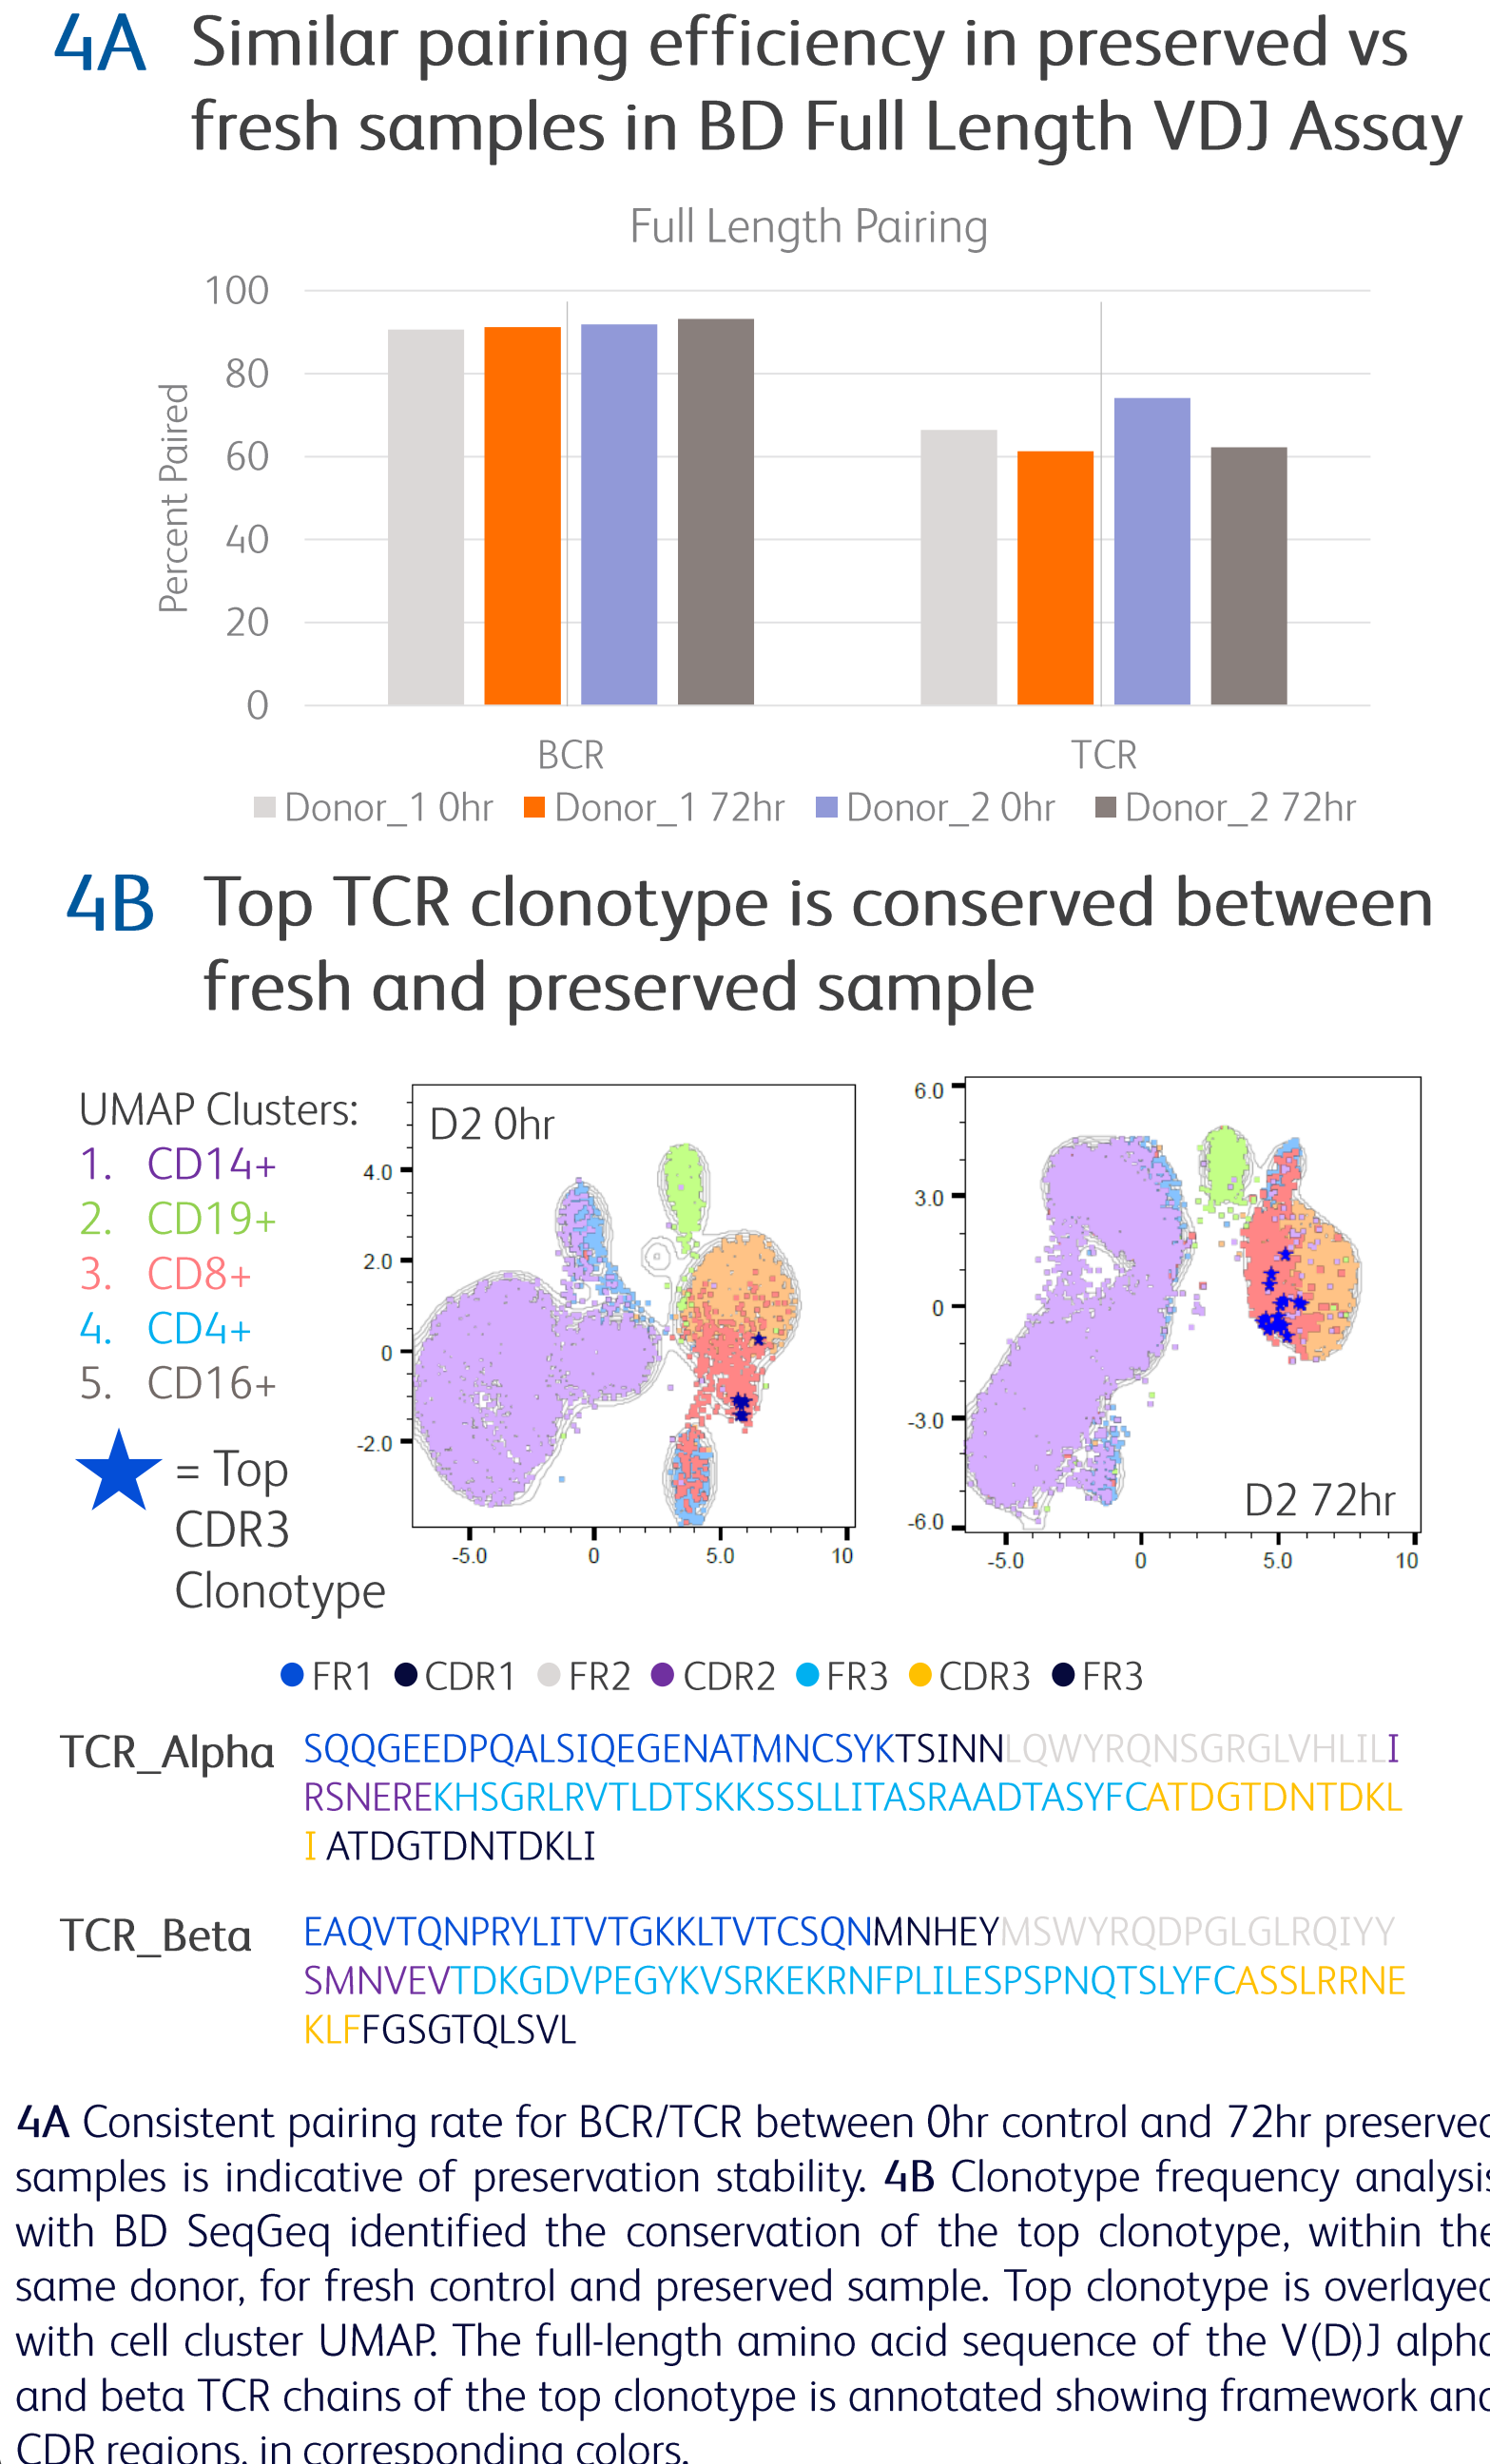 4A Similar pairing efficiency in preserved vs
fresh samples in BD Full Length VDJ Assay
Full Length Pairing
100
80
60
40
20
0
Percent Paired
BCR TCR
Donor_1 0hr Donor_1 72hr Donor_2 0hr Donor_2 72hr
4B Top TCR clonotype is conserved between
fresh and preserved sample
UMAP Clusters:
1. CD14+
2. CD19+
3. CD8+
4. CD4+
5. CD16+
= Top
CDR3
Clonotype
D2 0hr
4.0
2.0
0
-2.0
-5.0 0 5.0 10
6.0
3.0
0
-3.0
-6.0
D2 72hr
-5.0 0 5.0 10
FR1 CDR1 FR2 CDR2 FR3 CDR3 FR3
TCR_Alpha SQQGEEDPQALSIQEGENATMNCSYKTSINNLQWYRQNSGRGLVHLILI
RSNEREKHSGRLRVTLDTSKKSSSLLITASRAADTASYFCATDGTDNTDKL
I ATDGTDNTDKLI
TCR_Beta EAQVTQNPRYLITVTGKKLTVTCSQNMNHEYMSWYRQDPGLGLRQIYY
SMNVEVTDKGDVPEGYKVSRKEKRNFPLILESPSPNQTSLYFCASSLRRNE
KLFFGSGTQLSVL
4A Consistent pairing rate for BCR/TCR between 0hr control and 72hr preserved
samples is indicative of preservation stability. 4B Clonotype frequency analysis
with BD SeqGeq identified the conservation of the top clonotype, within the
same donor, for fresh control and preserved sample. Top clonotype is overlayed
with cell cluster UMAP. The full-length amino acid sequence of the V(D)J alpha
and beta TCR chains of the top clonotype is annotated showing framework and
CDR regions, in corresponding colors.